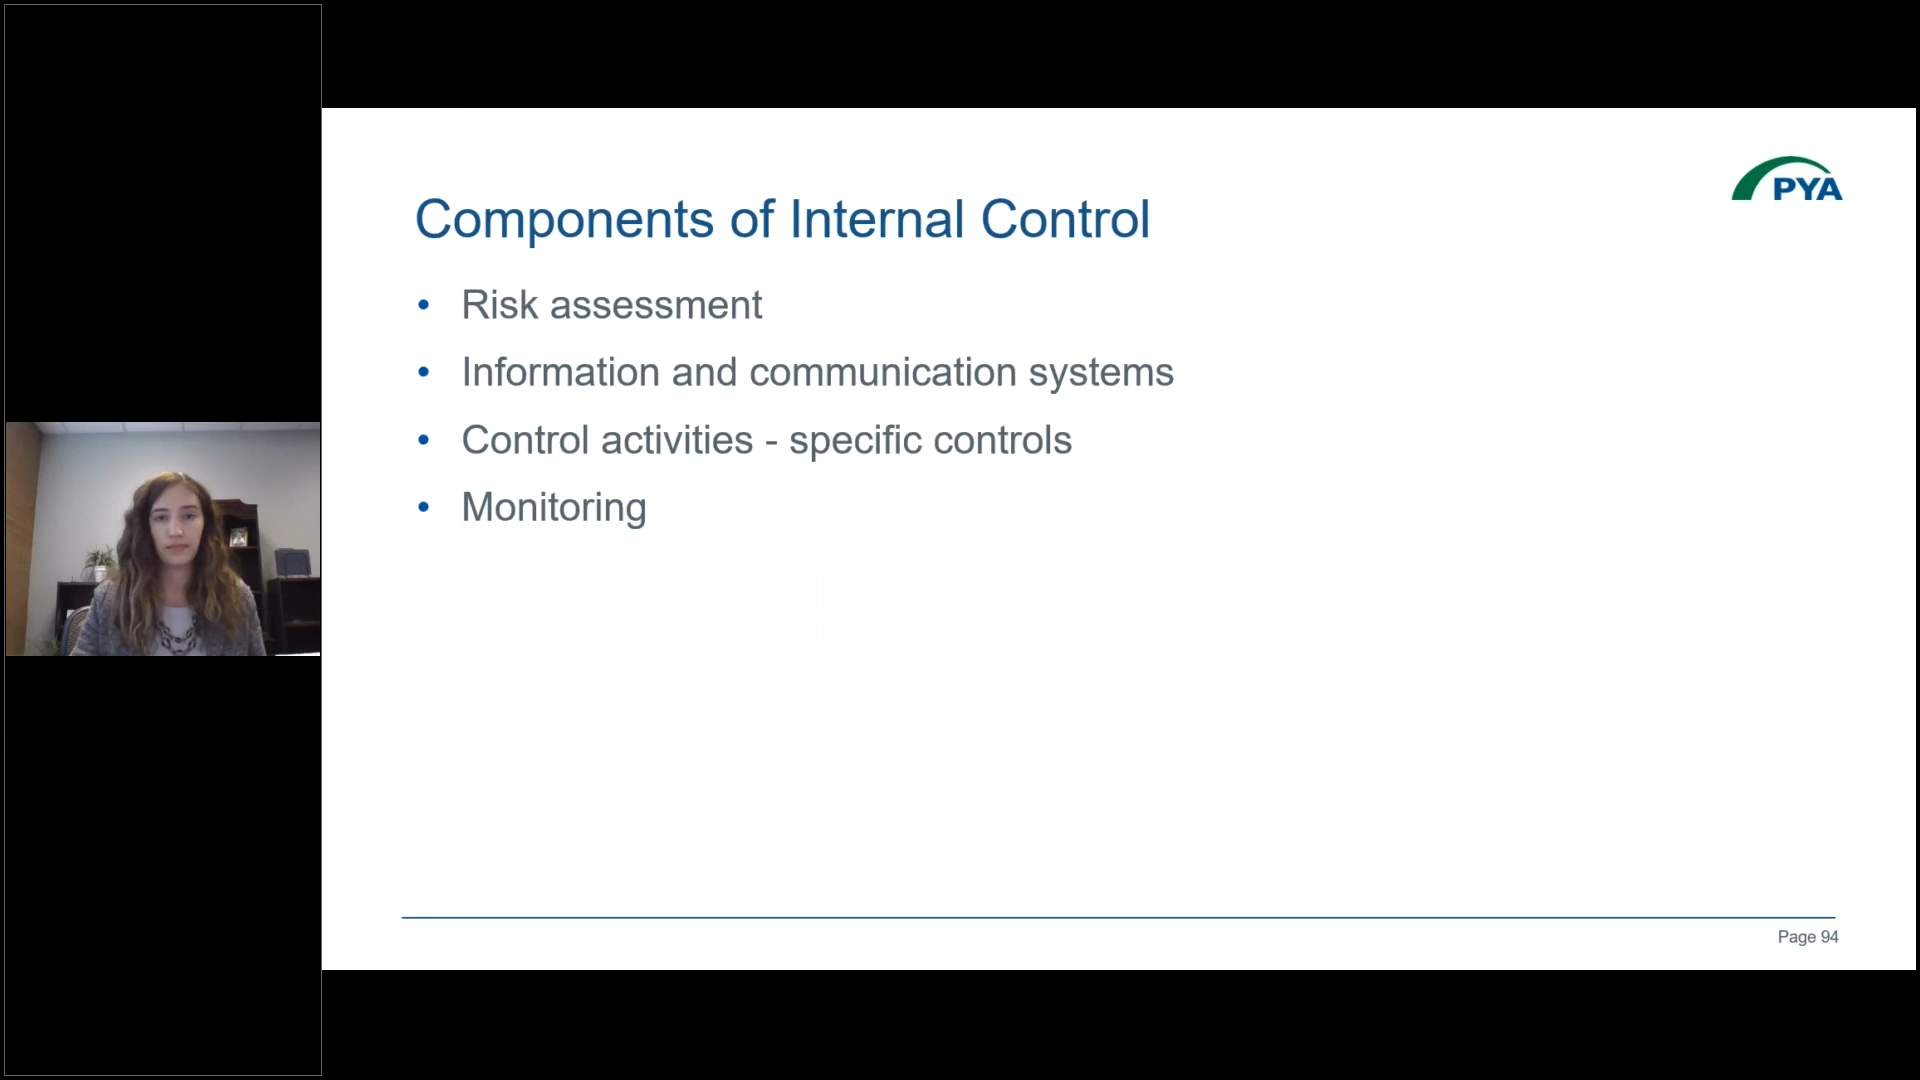 PYA
Components of Internal Control
• Risk assessment
• Information and communication systems
• Control activities - specific controls
• Monitoring
Page 94